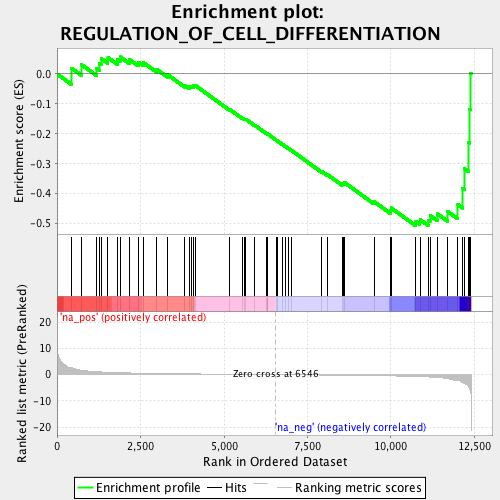 Enrichment plot:
REGULATION_OF_CELL_DIFFERENTIATION
Enrichment score (ES)
0.0
-0.1
-0.2
-0.3
-0.4
-0.5
'na_pos' (positively correlated)
Ranked list metric (PreRanked)
20
10
0
-10
-20
Zero cross at 6546
'na_neg' (negatively correlated)
0
2,500
5,000
7,500
10,000
12,500
Rank in Ordered Dataset
Enrichment profile
Hits
Ranking metric scores